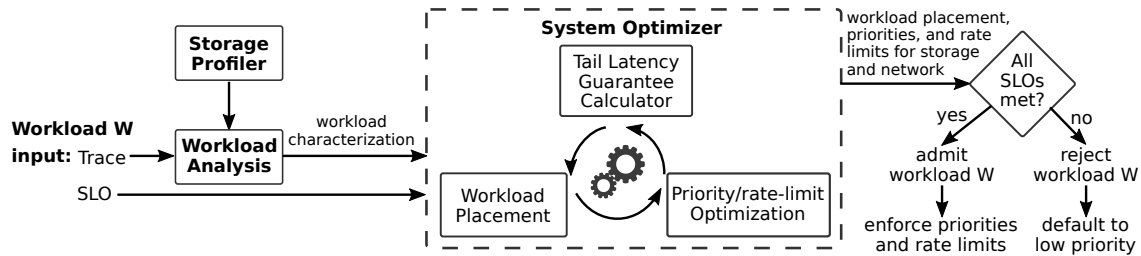 Storage
Profiler
Workload W
input: Trace
SLO
Workload
Analysis
workload
characterization
System Optimizer
Tail Latency
Guarantee
Calculator
Workload
Placement
Priority/rate-limit
Optimization
workload placement,
priorities, and rate
limits for storage
and network
All
SLOs
met?
yes
no
admit
workload W
reject
workload W
enforce priorities
and rate limits
default to
low priority